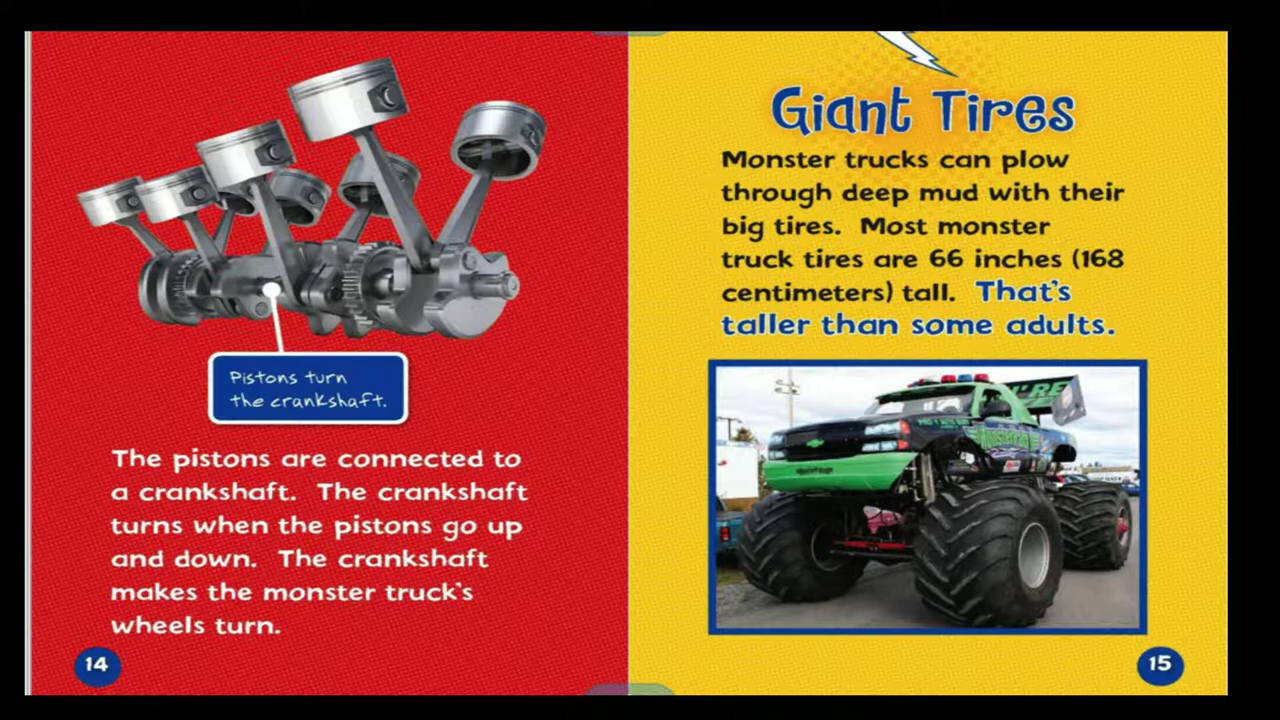 Pistons turn
the crankshaft.
The pistons are connected to
a crankshaft. The crankshaft
turns when the pistons go up
and down. The crankshaft
makes the monster truck's
wheels turn.
14
Giant Tires
Monster trucks can plow
through deep mud with their
big tires. Most monster
truck tires are 66 inches (168
centimeters) tall. That's
taller than some adults.
15